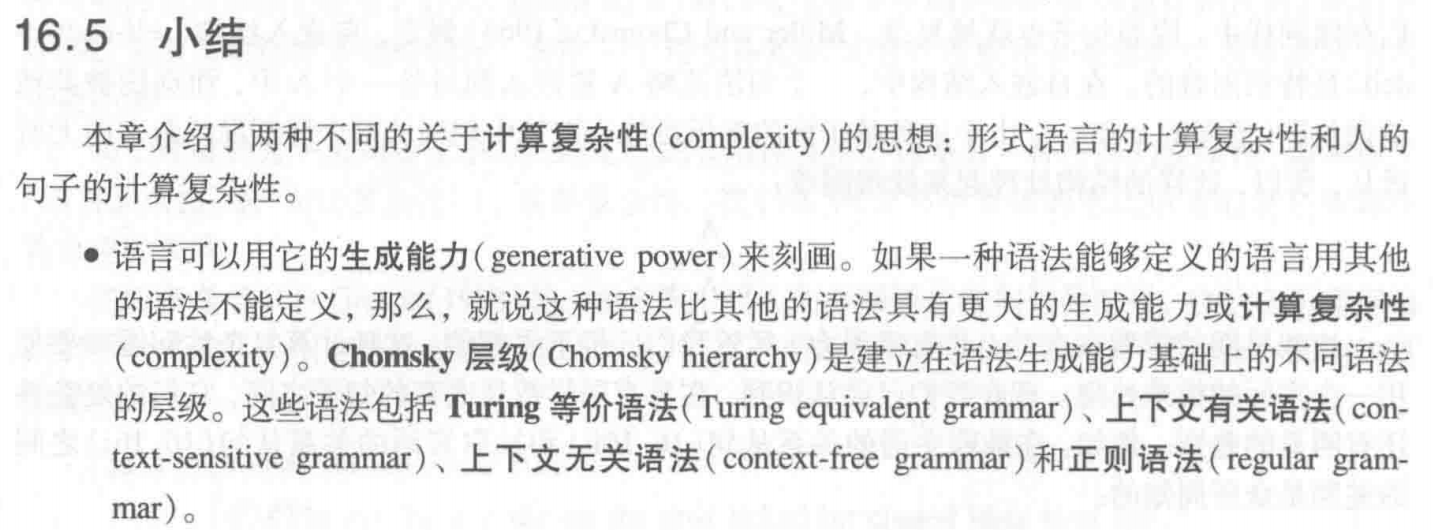 16.5 小结
本章介绍了两种不同的关于计算复杂性(complexity)的思想：形式语言的计算复杂性和人的
句子的计算复杂性。
● 语言可以用它的生成能力(generative power)来刻画。如果一种语法能够定义的语言用其他
的语法不能定义，那么，就说这种语法比其他的语法具有更大的生成能力或计算复杂性
(complexity)。Chomsky 层级(Chomsky hierarchy)是建立在语法生成能力基础上的不同语法
的层级。这些语法包括 Turing 等价语法(Turing equivalent grammar)、上下文有关语法(con-
text-sensitive grammar)、上下文无关语法(context-free grammar)和正则语法(regular gram-
mar)。